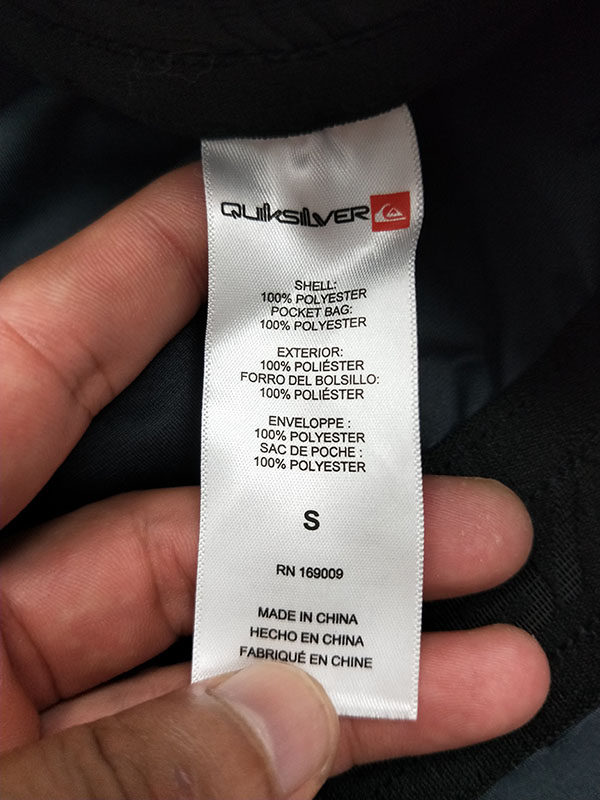 QUIKSILVER
SHELL:
100% POLYESTER
POCKET BAG:
100% POLYESTER
EXTERIOR:
100% POLIÉSTER
FORRO DEL BOLSILLO:
100% POLIÉSTER
ENVELOPPE :
100% POLYESTER
SAC DE POCHE :
100% POLYESTER
S
RN 169009
MADE IN CHINA
HECHO EN CHINA
FABRIQUÉ EN CHINE